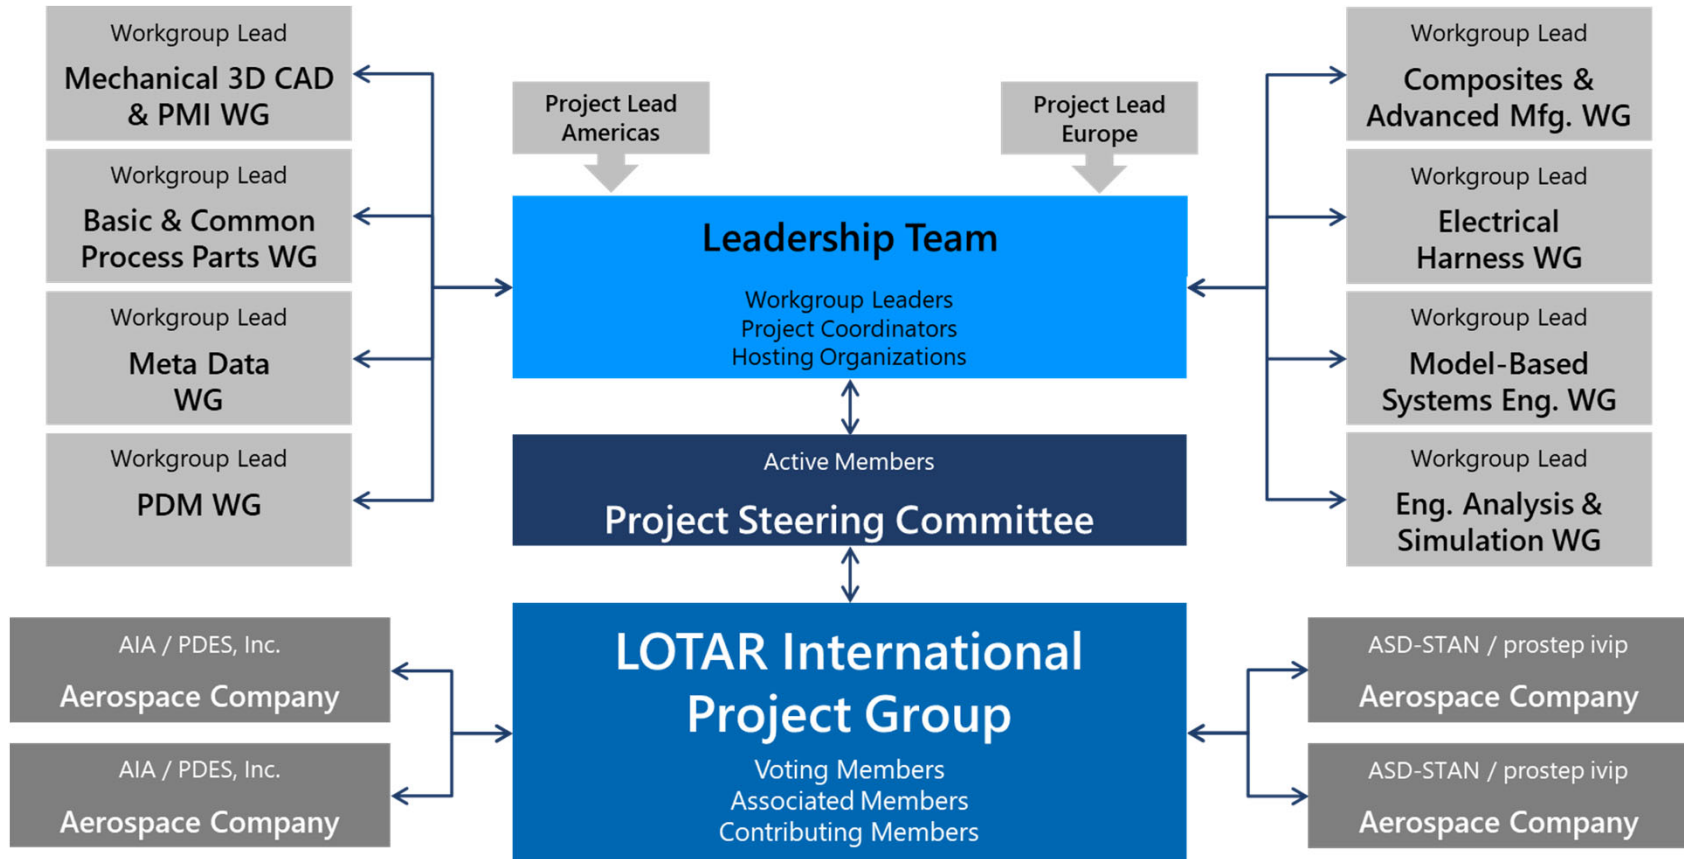 Workgroup Lead
Mechanical 3D CAD
& PMI WG
Workgroup Lead
Basic & Common
Process Parts WG
Workgroup Lead
Meta Data
WG
Workgroup Lead
PDM WG
Project Lead
Americas
Project Lead
Europe
Leadership Team
Workgroup Leaders
Project Coordinators
Hosting Organizations
Active Members
Project Steering Committee
Workgroup Lead
Composites &
Advanced Mfg. WG
Workgroup Lead
Electrical
Harness WG
Workgroup Lead
Model-Based
Systems Eng. WG
Workgroup Lead
Eng. Analysis &
Simulation WG
AIA / PDES, Inc.
Aerospace Company
AIA / PDES, Inc.
Aerospace Company
LOTAR International
Project Group
Voting Members
Associated Members
Contributing Members
ASD-STAN / prostep ivip
Aerospace Company
ASD-STAN / prostep ivip
Aerospace Company